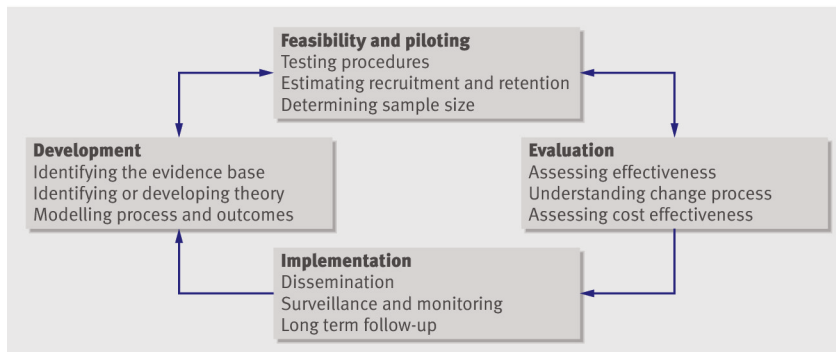 Feasibility and piloting
Testing procedures
Estimating recruitment and retention
Determining sample size
Development
Identifying the evidence base
Identifying or developing theory
Modelling process and outcomes
Evaluation
Assessing effectiveness
Understanding change process
Assessing cost effectiveness
Implementation
Dissemination
Surveillance and monitoring
Long term follow-up